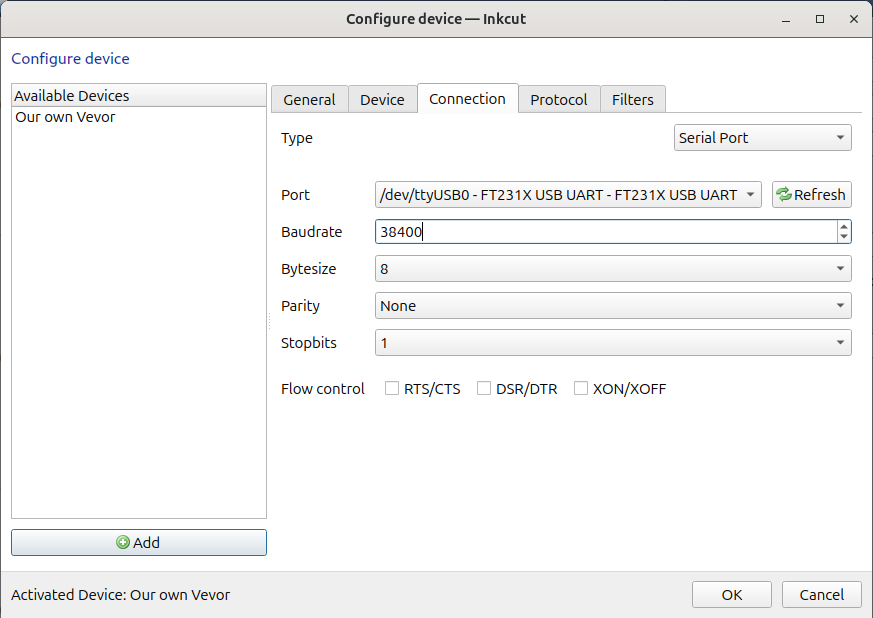 Configure device — Inkcut
Configure device
Available Devices
Our own Vevor
General Device Connection Protocol Filters
Type Serial Port
Port /dev/ttyUSB0 - FT231X USB UART - FT231X USB UART Refresh
Baudrate 38400
Bytesize 8
Parity None
Stopbits 1
Flow control RTS/CTS DSR/DTR XON/XOFF
Add
Activated Device: Our own Vevor OK Cancel